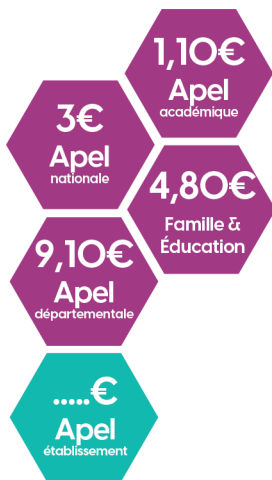 1,10€
Apel
académique
3€
Apel
nationale
4,80€
Famille &
Éducation
9,10€
Apel
départementale
.....€
Apel
établissement